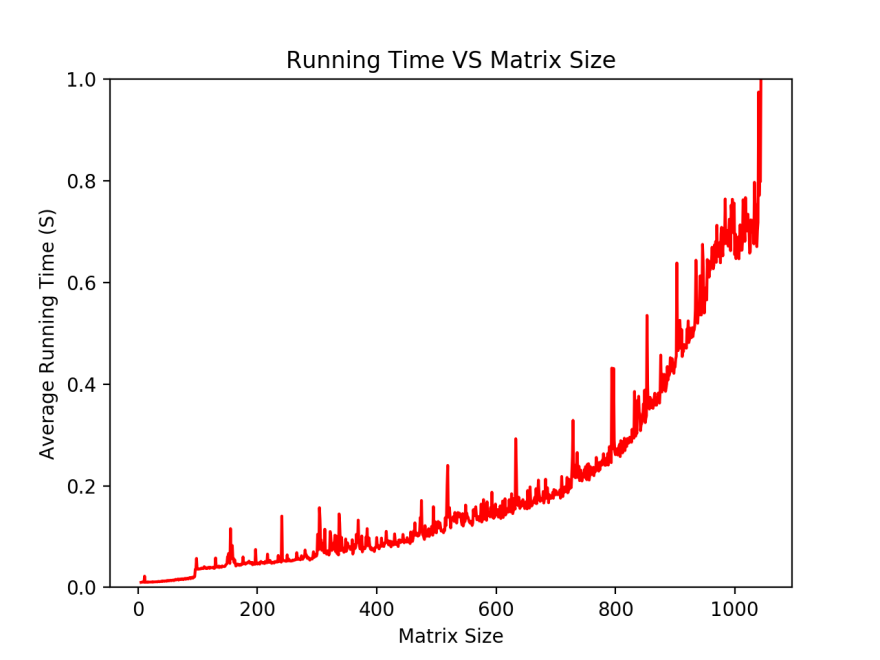 Running Time VS Matrix Size
1.0
0.8
0.6
0.4
0.2
0.0
Average Running Time (S)
0 200 400 600 800 1000
Matrix Size